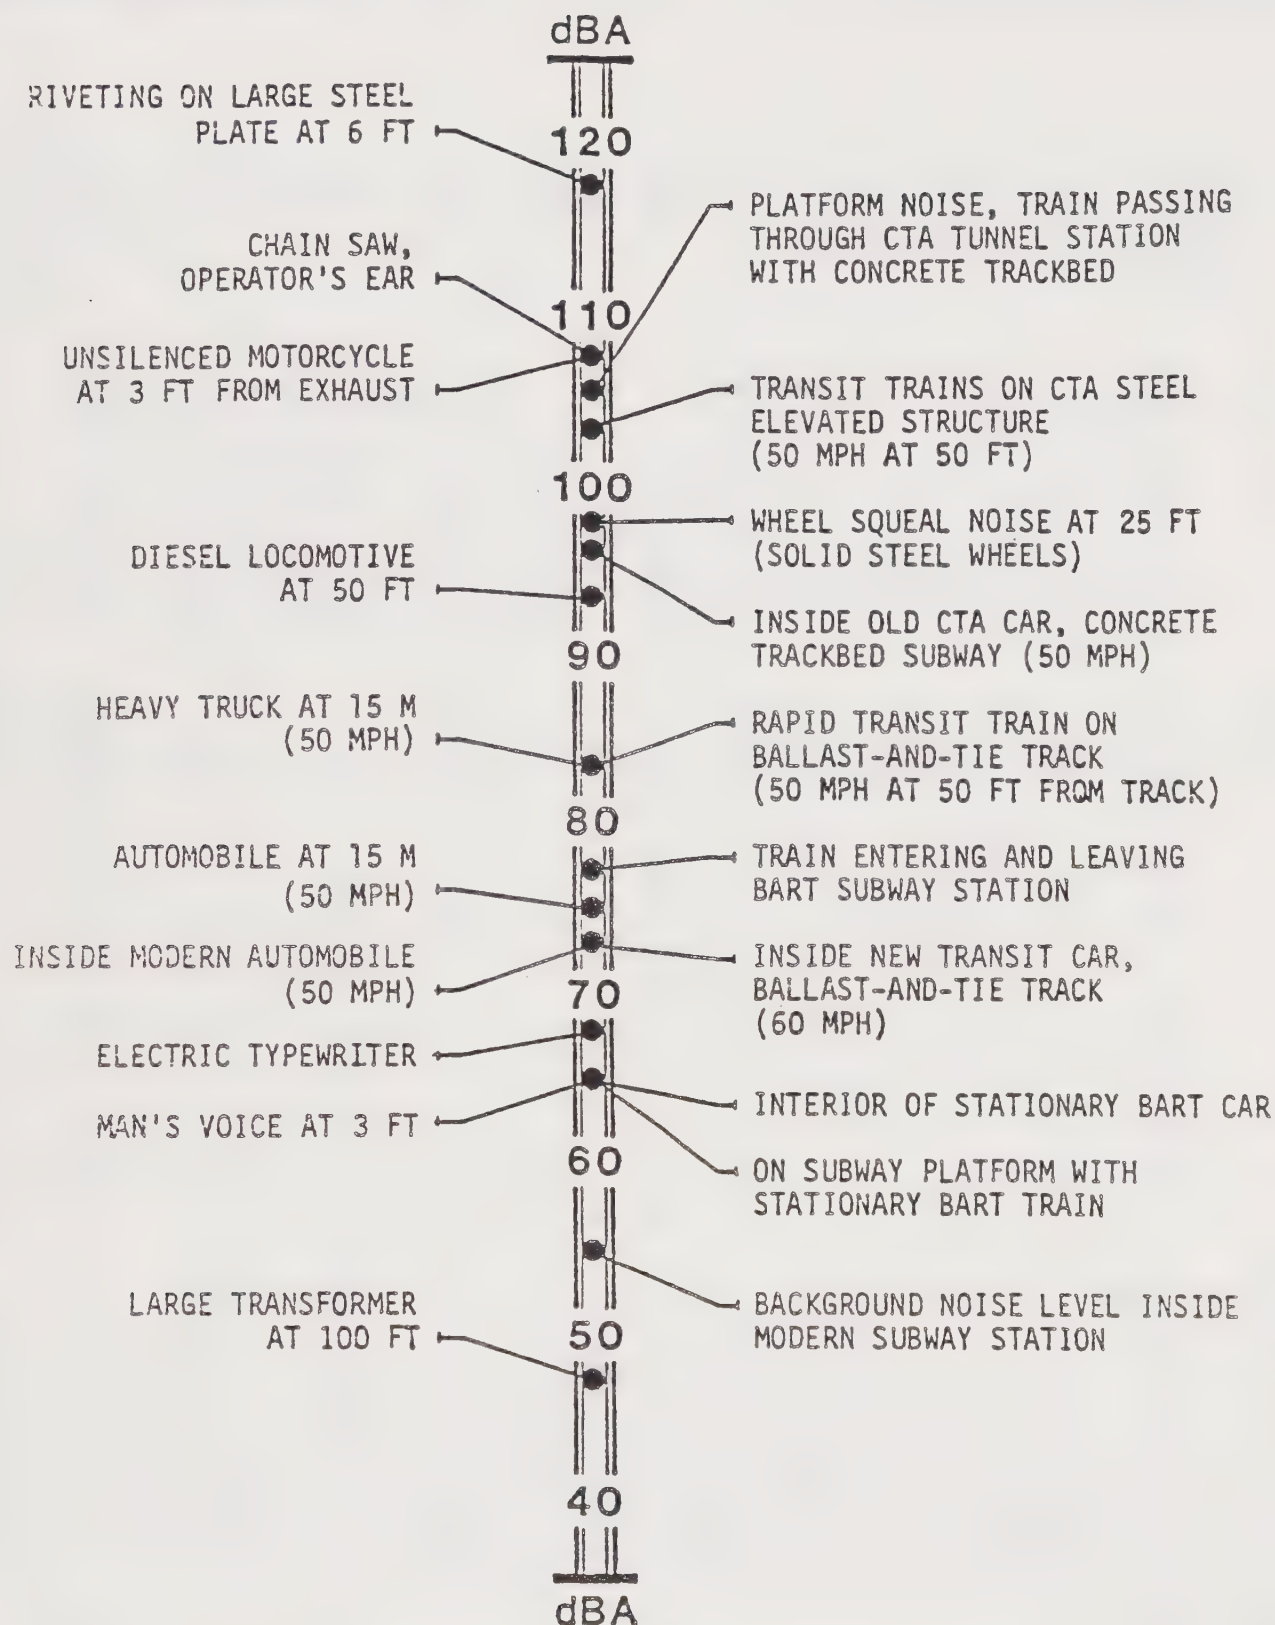 dBA
RIVETING ON LARGE STEEL
PLATE AT 6 FT
120
PLATFORM NOISE, TRAIN PASSING
THROUGH CTA TUNNEL STATION
WITH CONCRETE TRACKBED
CHAIN SAW,
OPERATOR'S EAR
110
UNSILENCED MOTORCYCLE
AT 3 FT FROM EXHAUST
TRANSIT TRAINS ON CTA STEEL
ELEVATED STRUCTURE
(50 MPH AT 50 FT)
100
WHEEL SQUEAL NOISE AT 25 FT
(SOLID STEEL WHEELS)
DIESEL LOCOMOTIVE
AT 50 FT
INSIDE OLD CTA CAR, CONCRETE
TRACKBED SUBWAY (50 MPH)
90
HEAVY TRUCK AT 15 M
(50 MPH)
RAPID TRANSIT TRAIN ON
BALLAST-AND-TIE TRACK
(50 MPH AT 50 FT FROM TRACK)
80
AUTOMOBILE AT 15 M
(50 MPH)
TRAIN ENTERING AND LEAVING
BART SUBWAY STATION
INSIDE MODERN AUTOMOBILE
(50 MPH)
INSIDE NEW TRANSIT CAR,
BALLAST-AND-TIE TRACK
(60 MPH)
70
ELECTRIC TYPEWRITER
MAN'S VOICE AT 3 FT
INTERIOR OF STATIONARY BART CAR
60
ON SUBWAY PLATFORM WITH
STATIONARY BART TRAIN
LARGE TRANSFORMER
AT 100 FT
BACKGROUND NOISE LEVEL INSIDE
MODERN SUBWAY STATION
50
40
dBA